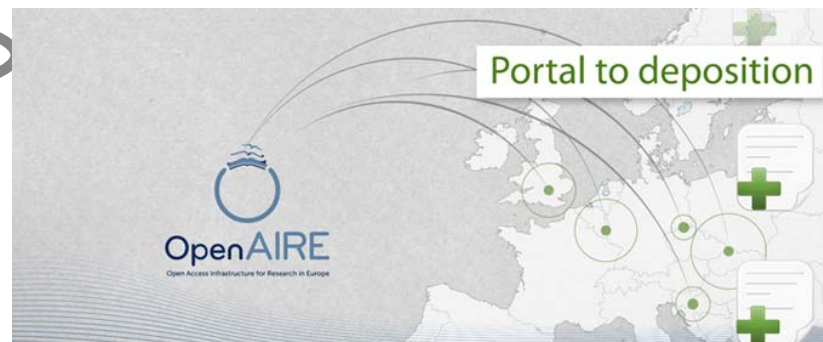 Portal to deposition
OpenAIRE
Open Access Infrastructure for Research in Europe